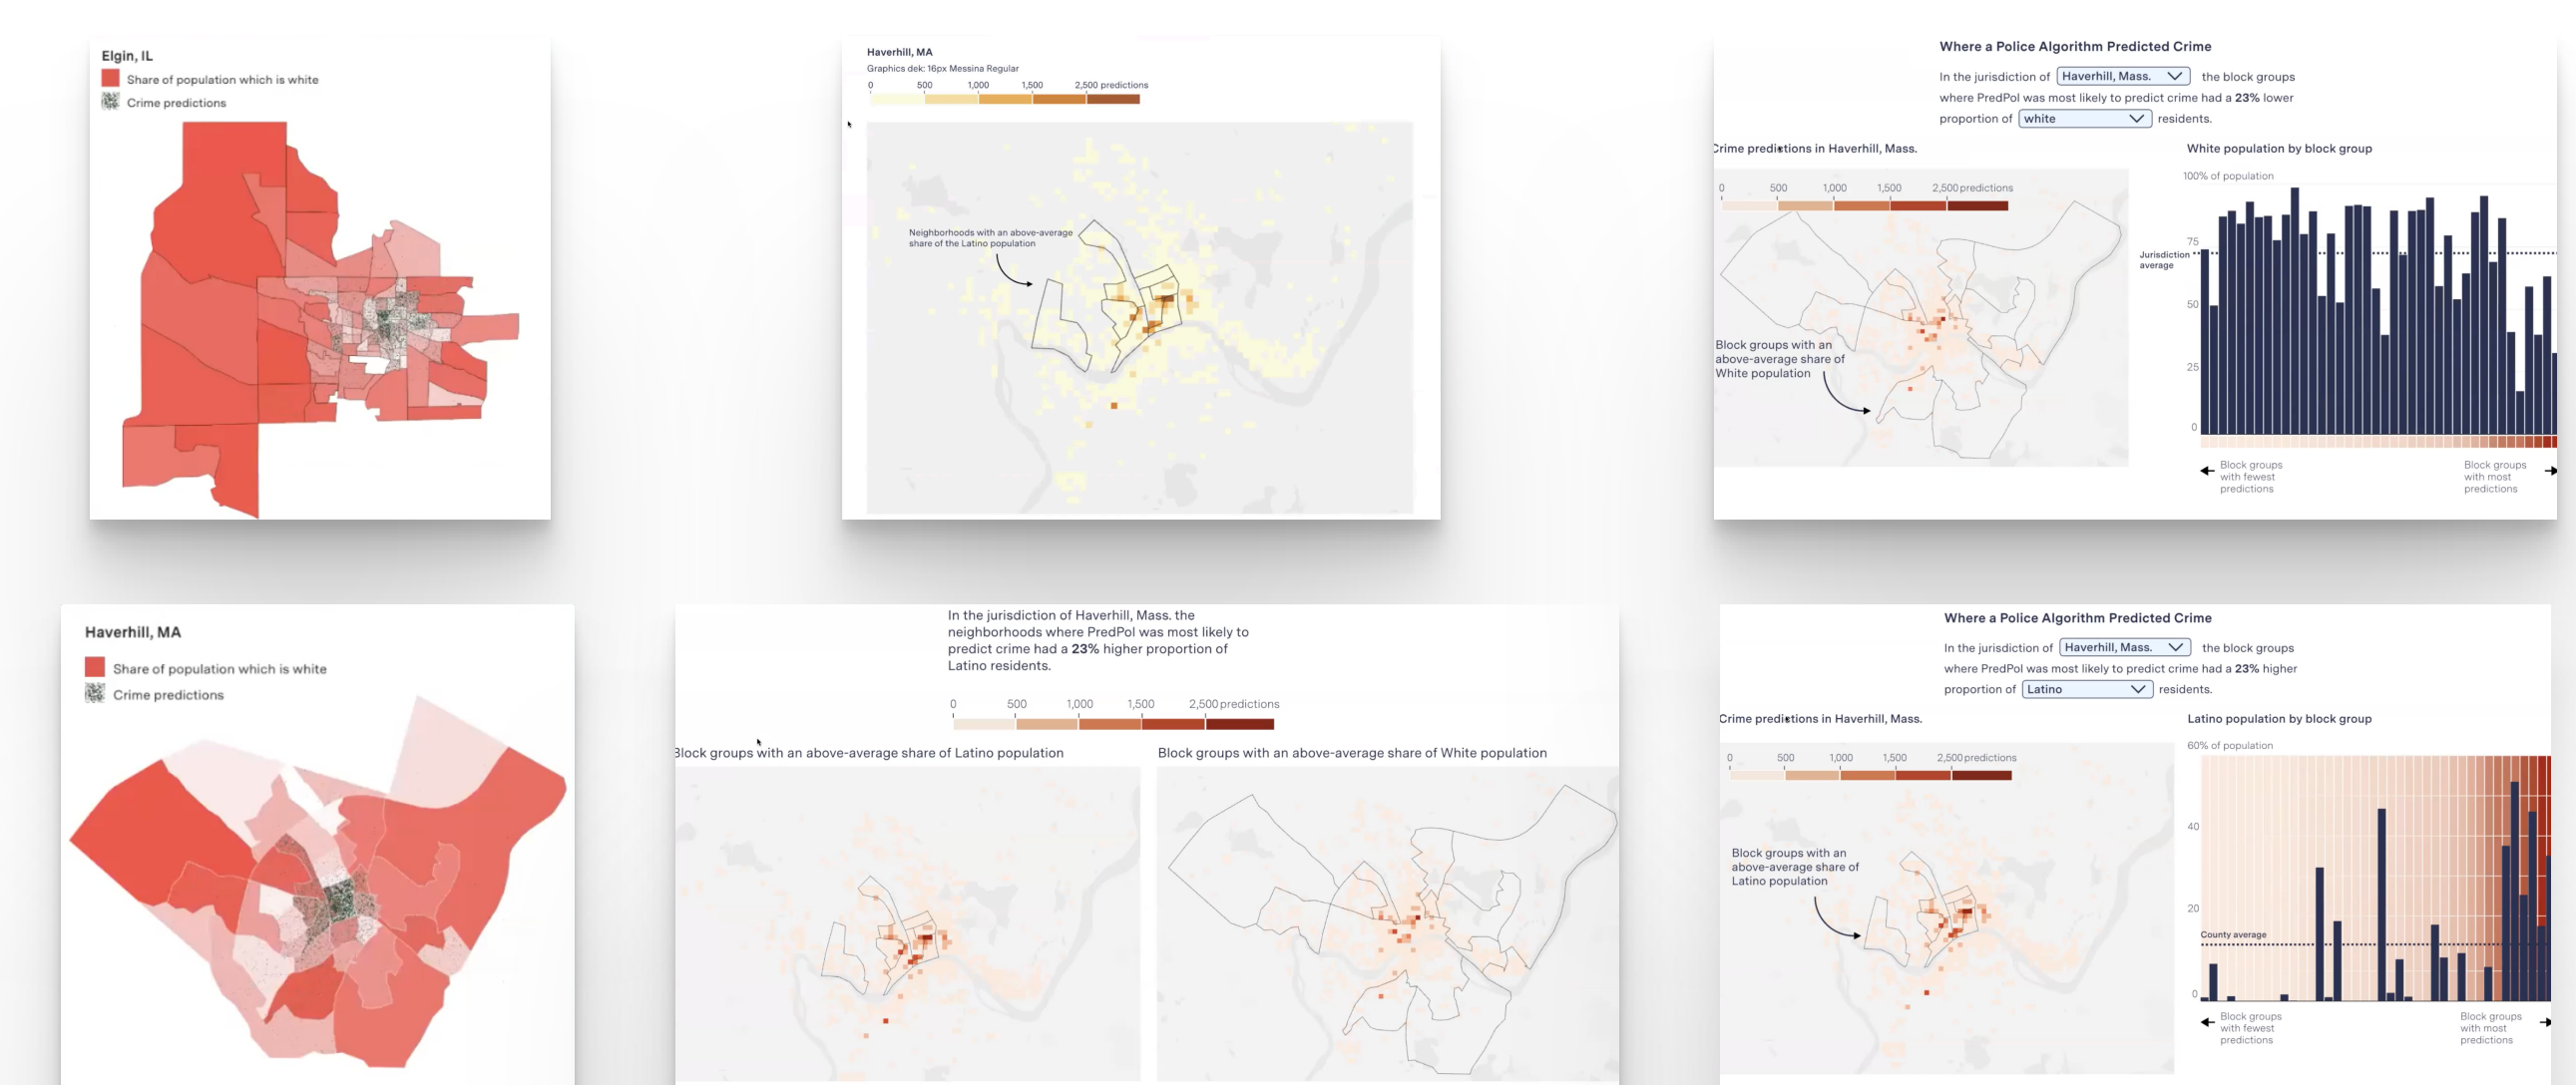 Elgin, IL
Share of population which is white
Crime predictions
Haverhill, MA
Graphics dek: 16px Messina Regular
0 500 1,000 1,500 2,500 predictions
Neighborhoods with an above-average
share of the Latino population
Where a Police Algorithm Predicted Crime
In the jurisdiction of Haverhill, Mass. the block groups
where PredPol was most likely to predict crime had a 23% lower
proportion of white residents.
Crime predictions in Haverhill, Mass.
0 500 1,000 1,500 2,500 predictions
Block groups with an
above-average share of
White population
White population by block group
100% of population
75
Jurisdiction
average
50
25
0
Block groups
with fewest
predictions
Block groups
with most
predictions
Haverhill, MA
Share of population which is white
Crime predictions
In the jurisdiction of Haverhill, Mass. the
neighborhoods where PredPol was most likely to
predict crime had a 23% higher proportion of
Latino residents.
0 500 1,000 1,500 2,500 predictions
Block groups with an above-average share of Latino population
Block groups with an above-average share of White population
Where a Police Algorithm Predicted Crime
In the jurisdiction of Haverhill, Mass. the block groups
where PredPol was most likely to predict crime had a 23% higher
proportion of Latino residents.
Crime predictions in Haverhill, Mass.
0 500 1,000 1,500 2,500 predictions
Block groups with an
above-average share of
Latino population
Latino population by block group
60% of population
40
20
County average
0
Block groups
with fewest
predictions
Block groups
with most
predictions